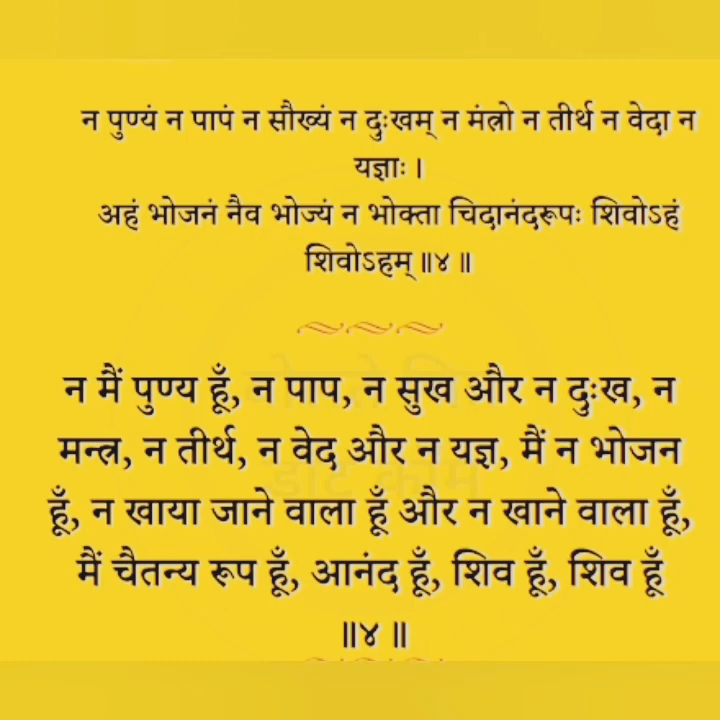 न पुण्यं न पापं न सौख्यं न दुःखम् न मंत्रो न तीर्थ न वेदा न
यज्ञाः ।
अहं भोजनं नैव भोज्यं न भोक्ता चिदानंदरूपः शिवोऽहं
शिवोऽहम् ॥४ ॥
न मैं पुण्य हूँ, न पाप, न सुख और न दुःख, न
मन्त्र, न तीर्थ, न वेद और न यज्ञ, मैं न भोजन
हूँ, न खाया जाने वाला हूँ और न खाने वाला हूँ,
मैं चैतन्य रूप हूँ, आनंद हूँ, शिव हूँ, शिव हूँ
॥४ ॥
डॉट कॉम